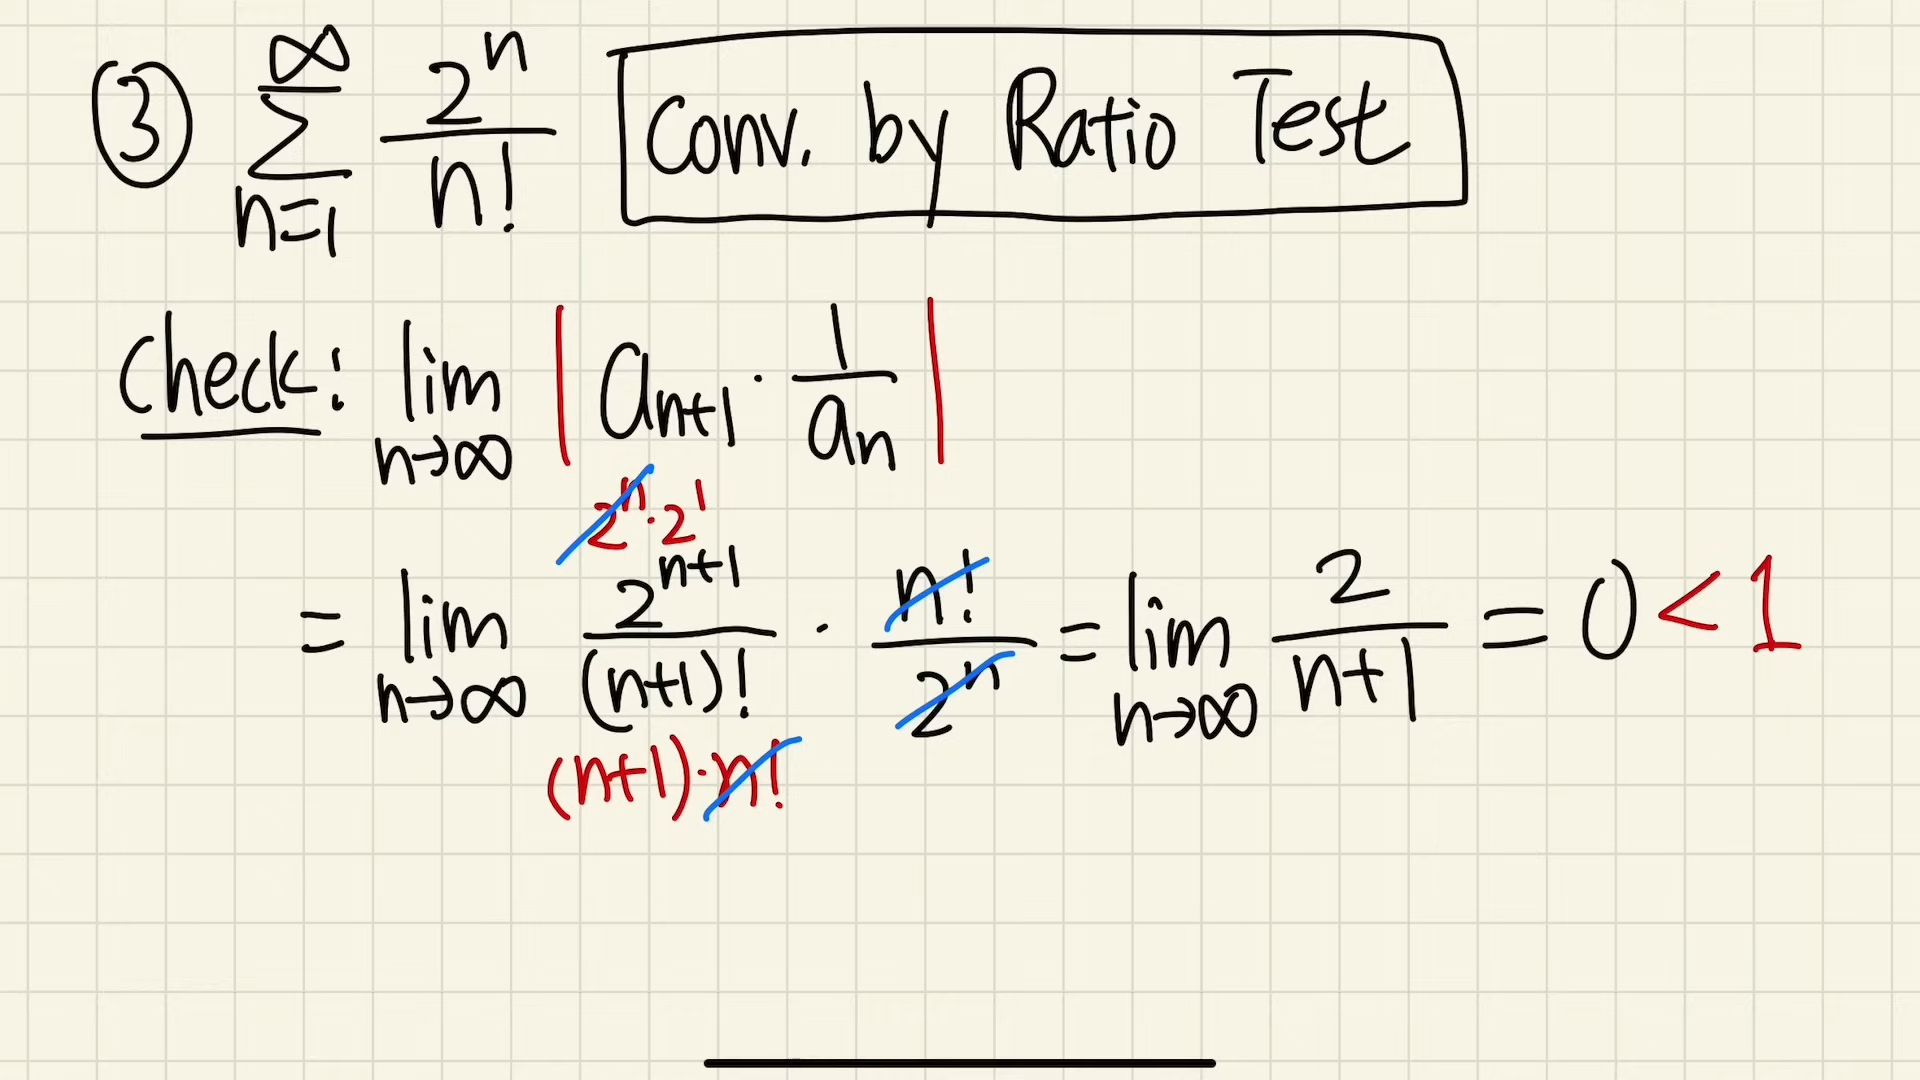 ③ ∑_{n=1}^{∞} 2^n / n! Conv. by Ratio Test
Check: lim_{n→∞} | a_{n+1} · 1/a_n |
2^n · 2^1
= lim_{n→∞} 2^{n+1} / (n+1)! · n! / 2^n = lim_{n→∞} 2 / n+1 = 0 < 1
(n+1) · n!